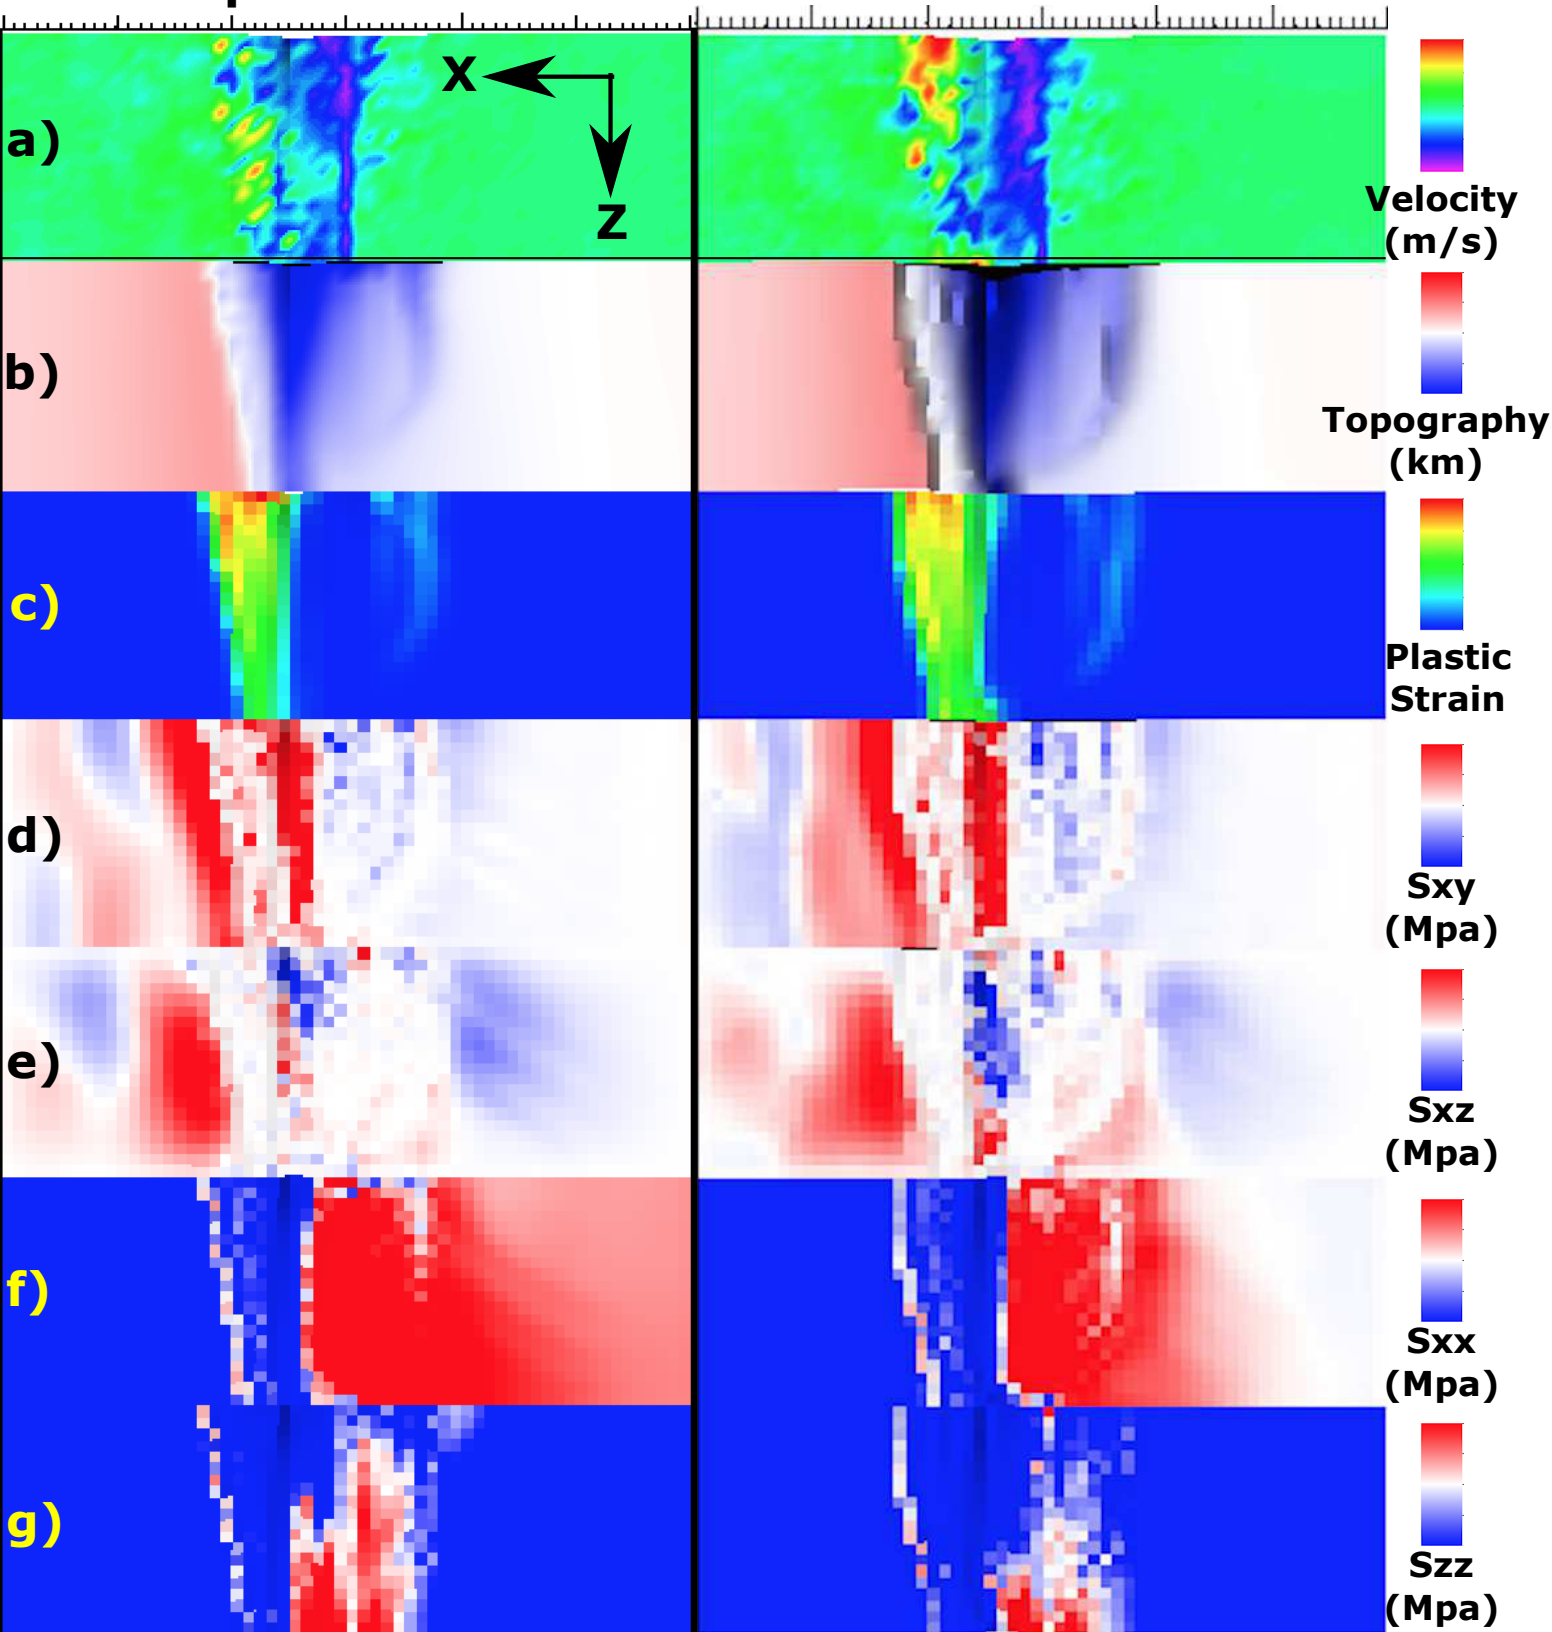 a)
X
Z
Velocity
(m/s)
b)
Topography
(km)
c)
Plastic
Strain
d)
Sxy
(Mpa)
e)
Sxz
(Mpa)
f)
Sxx
(Mpa)
g)
Szz
(Mpa)